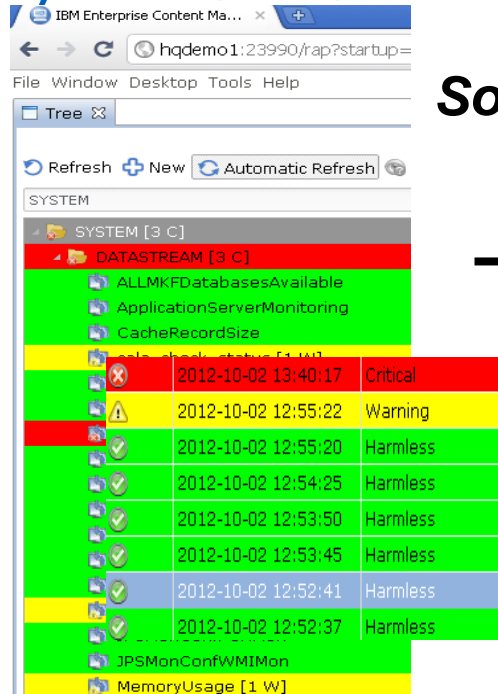 IBM Enterprise Content Ma...
hqdemo1:23990/rap?startup=
File Window Desktop Tools Help
So
Tree
Refresh New Automatic Refresh
SYSTEM
SYSTEM [3 C]
DATASTREAM [3 C]
ALLMKFDatabasesAvailable
ApplicationServerMonitoring
CacheRecordSize
2012-10-02 13:40:17 Critical
2012-10-02 12:55:22 Warning
2012-10-02 12:55:20 Harmless
2012-10-02 12:54:25 Harmless
2012-10-02 12:53:50 Harmless
2012-10-02 12:53:45 Harmless
2012-10-02 12:52:41 Harmless
2012-10-02 12:52:37 Harmless
JPSMonConfWMIMon
MemoryUsage [1 W]